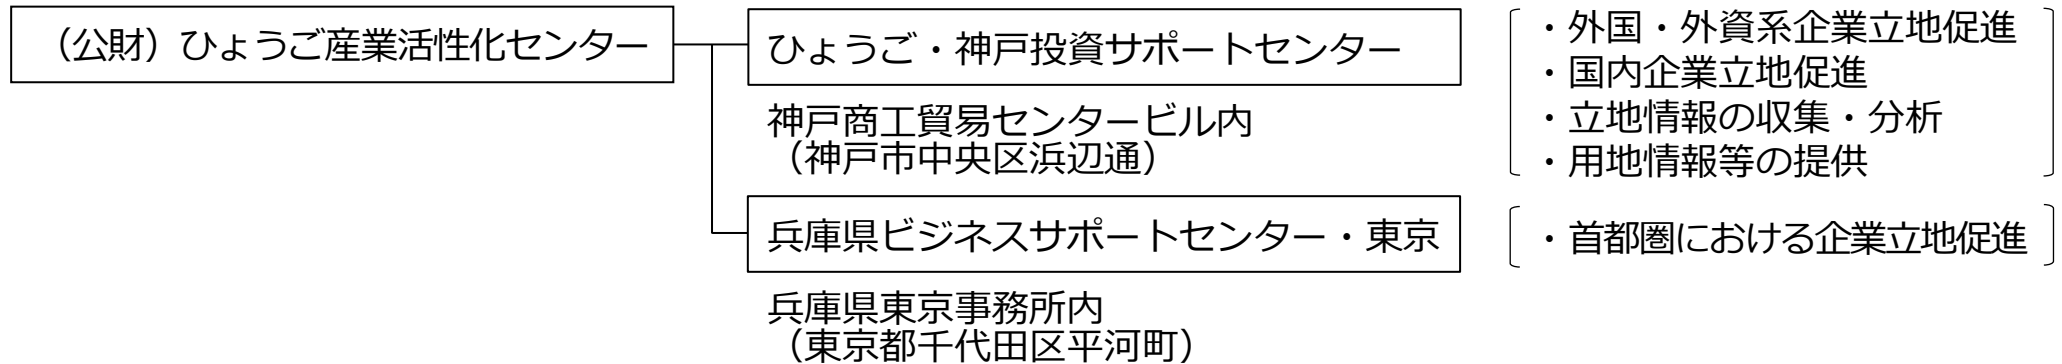 （公財）ひょうご産業活性化センター
ひょうご・神戸投資サポートセンター
神戸商工貿易センタービル内
（神戸市中央区浜辺通）
・外国・外資系企業立地促進
・国内企業立地促進
・立地情報の収集・分析
・用地情報等の提供
兵庫県ビジネスサポートセンター・東京
兵庫県東京事務所内
（東京都千代田区平河町）
・首都圏における企業立地促進